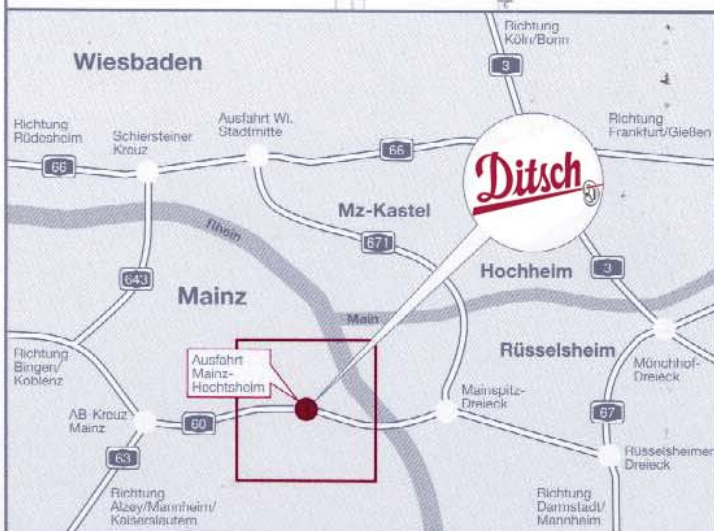 Richtung
Köln/Bonn
3
Wiesbaden
Richtung
Rüdesheim
Schiersteiner
Kreuz
Ausfahrt Wi.
Stadtmitte
Richtung
Frankfurt/Gießen
66
66
Ditsch
Mz-Kastel
Rhein
671
Hochheim
3
643
Mainz
Main
Rüsselsheim
Richtung
Bingen/
Koblenz
Ausfahrt
Mainz-
Hechtsheim
Mönchhof-
Dreieck
AB-Kreuz
Mainz
60
Mainspitz-
Dreieck
67
63
Rüsselsheimer
Dreieck
Richtung
Alzey/Mannheim/
Kaiserslautern
Richtung
Darmstadt/
Mannheim